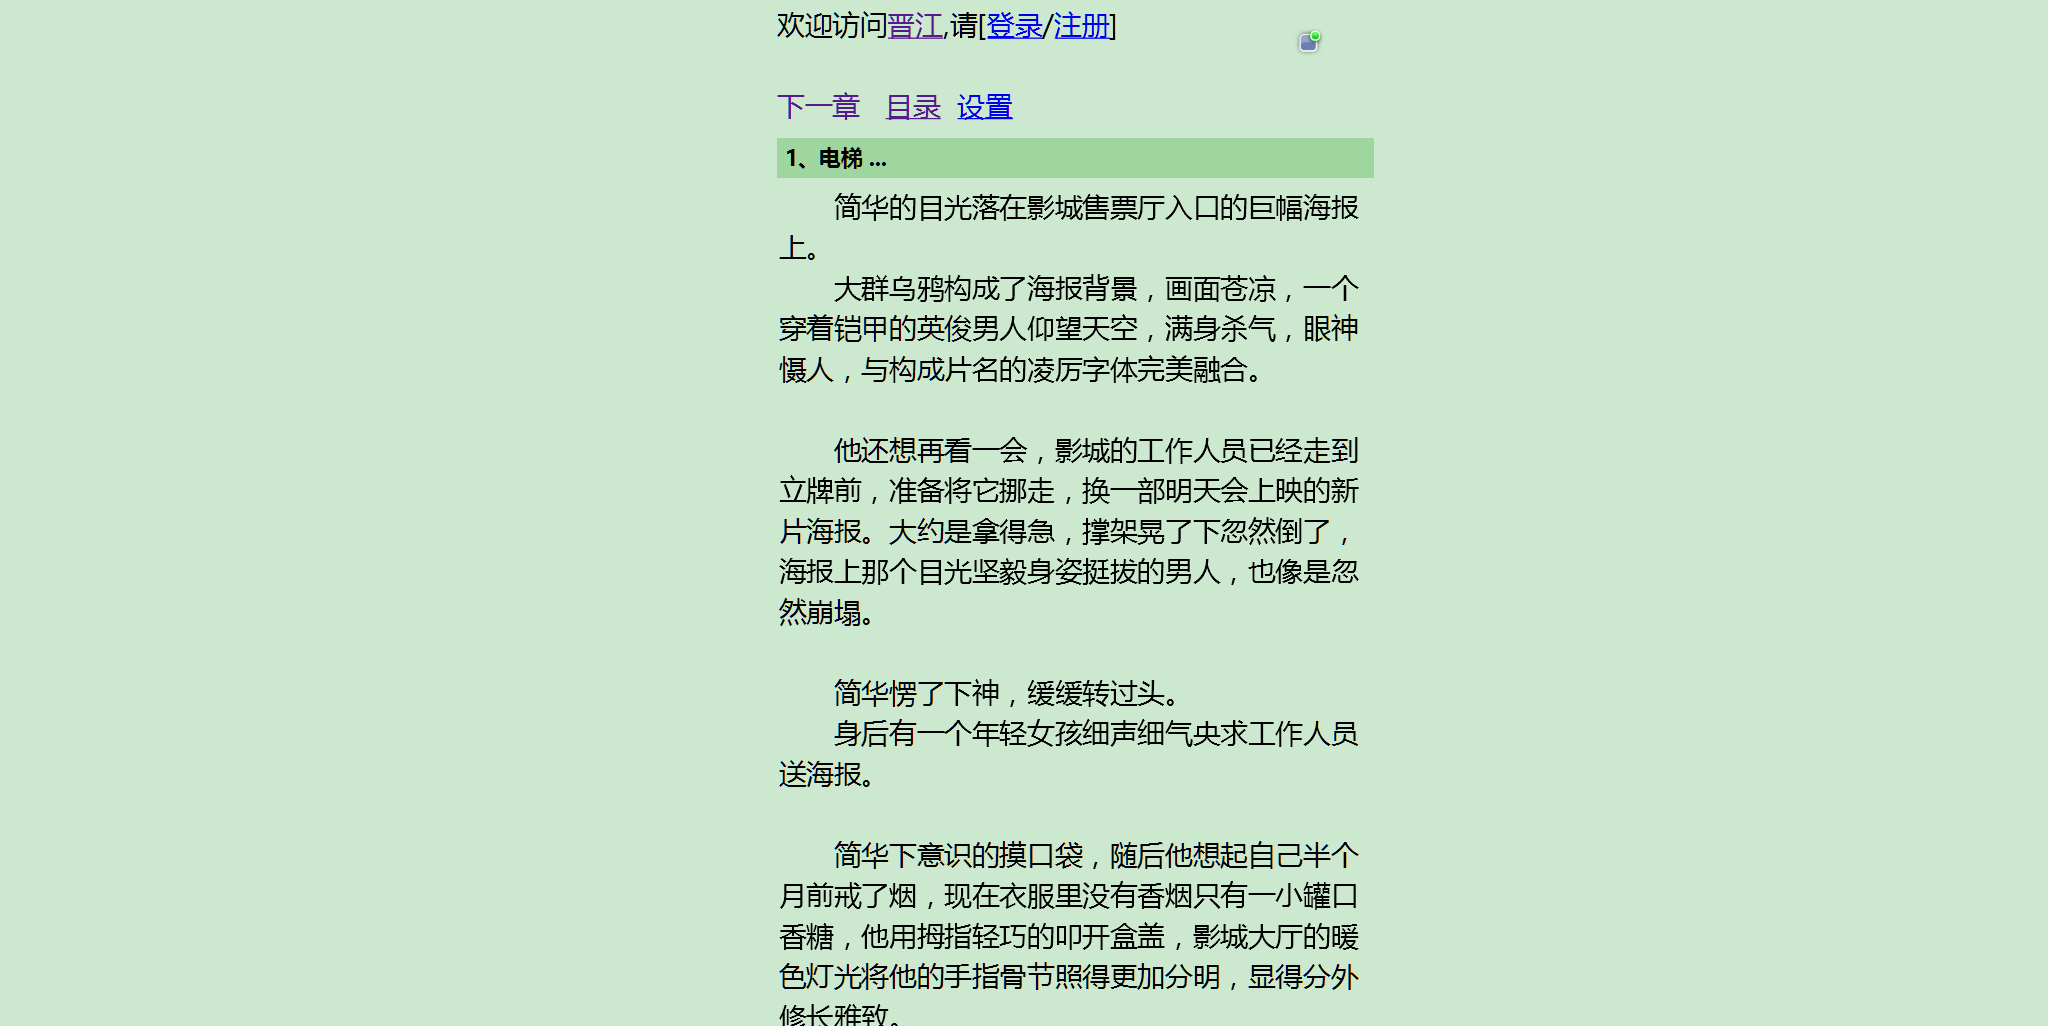 欢迎访问晋江,请[登录/注册]
下一章 目录 设置
1、电梯 ...
简华的目光落在影城售票厅入口的巨幅海报
上。
大群乌鸦构成了海报背景，画面苍凉，一个
穿着铠甲的英俊男人仰望天空，满身杀气，眼神
慑人，与构成片名的凌厉字体完美融合。
他还想再看一会，影城的工作人员已经走到
立牌前，准备将它挪走，换一部明天会上映的新
片海报。大约是拿得急，撑架晃了下忽然倒了，
海报上那个目光坚毅身姿挺拔的男人，也像是忽
然崩塌。
简华愣了下神，缓缓转过头。
身后有一个年轻女孩细声细气央求工作人员
送海报。
简华下意识的摸口袋，随后他想起自己半个
月前戒了烟，现在衣服里没有香烟只有一小罐口
香糖，他用拇指轻巧的叩开盒盖，影城大厅的暖
色灯光将他的手指骨节照得更加分明，显得分外
修长雅致。